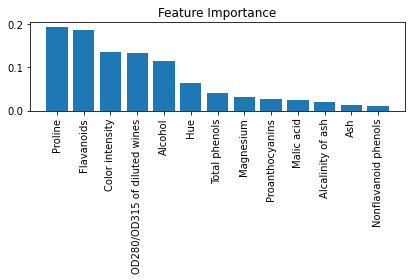 Feature Importance
0.2
0.1
0.0
Proline
Flavanoids
Color intensity
OD280/OD315 of diluted wines
Alcohol
Hue
Total phenols
Magnesium
Proanthocyanins
Malic acid
Alcalinity of ash
Ash
Nonflavanoid phenols